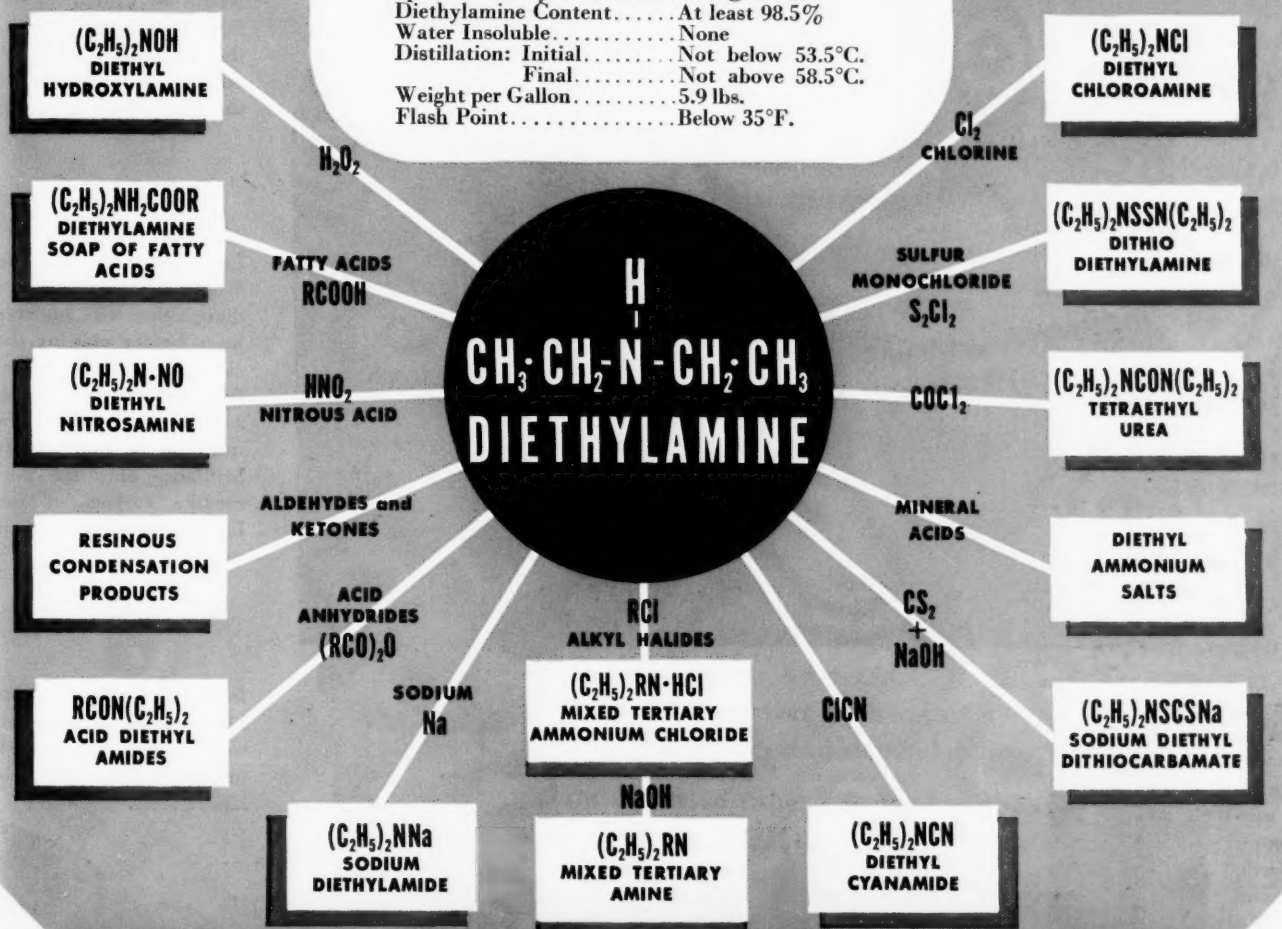 Diethylamine Content......At least 98.5%
Water Insoluble............None
Distillation: Initial.........Not below 53.5°C.
Final.........Not above 58.5°C.
Weight per Gallon.........5.9 lbs.
Flash Point...............Below 35°F.
(C₂H₅)₂NOH
DIETHYL
HYDROXYLAMINE
H₂O₂
(C₂H₅)₂NH₂COOR
DIETHYLAMINE
SOAP OF FATTY
ACIDS
FATTY ACIDS
RCOOH
(C₂H₅)₂N·NO
DIETHYL
NITROSAMINE
HNO₂
NITROUS ACID
RESINOUS
CONDENSATION
PRODUCTS
ALDEHYDES and
KETONES
RCON(C₂H₅)₂
ACID DIETHYL
AMIDES
ACID
ANHYDRIDES
(RCO)₂O
H
CH₃·CH₂-N-CH₂·CH₃
DIETHYLAMINE
(C₂H₅)₂NCl
DIETHYL
CHLOROAMINE
Cl₂
CHLORINE
(C₂H₅)₂NSSN(C₂H₅)₂
DITHIO
DIETHYLAMINE
SULFUR
MONOCHLORIDE
S₂Cl₂
(C₂H₅)₂NCON(C₂H₅)₂
TETRAETHYL
UREA
COCl₂
DIETHYL
AMMONIUM
SALTS
MINERAL
ACIDS
(C₂H₅)₂NSCSNa
SODIUM DIETHYL
DITHIOCARBAMATE
CS₂
+
NaOH
SODIUM
Na
(C₂H₅)₂NNa
SODIUM
DIETHYLAMIDE
RCl
ALKYL HALIDES
(C₂H₅)₂RN·HCl
MIXED TERTIARY
AMMONIUM CHLORIDE
NaOH
(C₂H₅)₂RN
MIXED TERTIARY
AMINE
ClCN
(C₂H₅)₂NCN
DIETHYL
CYANAMIDE